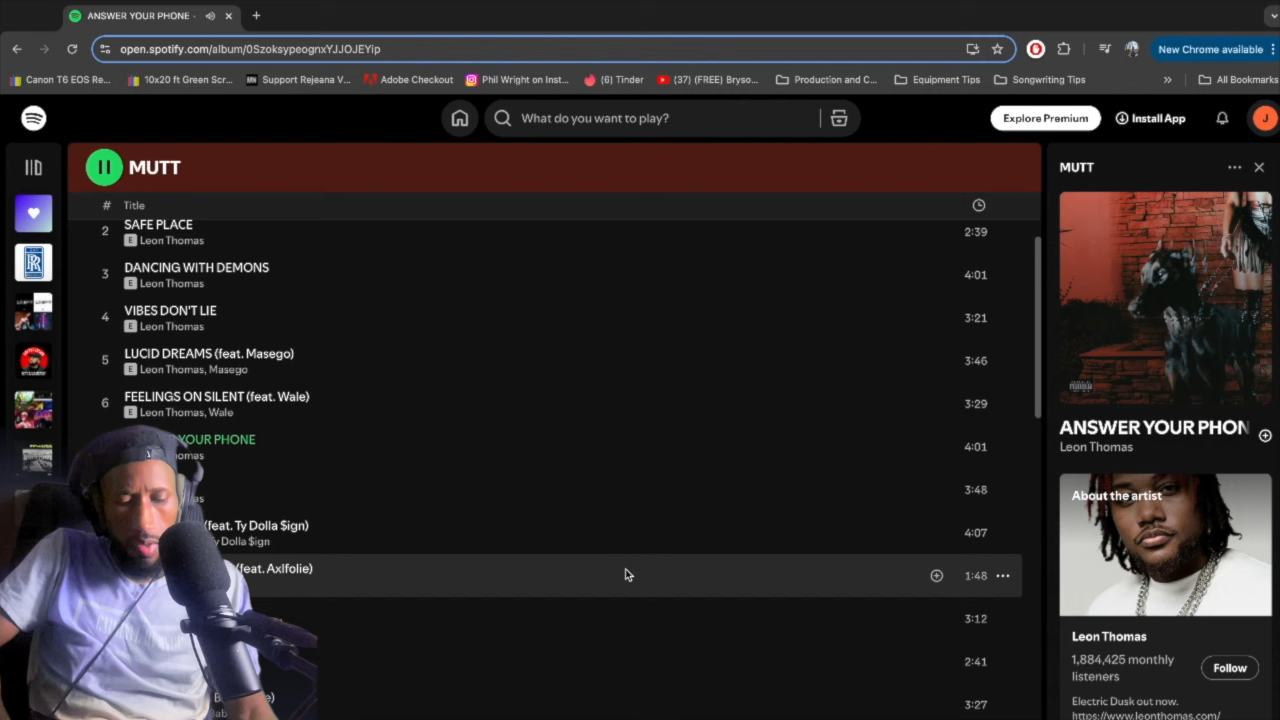 ANSWER YOUR PHONE -
open.spotify.com/album/0SzoksypeognxYJJOJEYip
New Chrome available
Canon T6 EOS Re...
10x20 ft Green Scr...
Support Rejeana V...
Adobe Checkout
Phil Wright on Inst...
(6) Tinder
(37) (FREE) Bryso...
Production and C...
Equipment Tips
Songwriting Tips
»
All Bookmarks
What do you want to play?
Explore Premium
Install App
J
MUTT
# Title
2 SAFE PLACE 2:39
E Leon Thomas
3 DANCING WITH DEMONS 4:01
E Leon Thomas
4 VIBES DON'T LIE 3:21
E Leon Thomas
5 LUCID DREAMS (feat. Masego) 3:46
E Leon Thomas, Masego
6 FEELINGS ON SILENT (feat. Wale) 3:29
E Leon Thomas, Wale
YOUR PHONE 4:01
3:48
(feat. Ty Dolla $ign) 4:07
Ty Dolla $ign
(feat. Axlfolie) 1:48
3:12
2:41
3:27
MUTT
ANSWER YOUR PHON
Leon Thomas
About the artist
Leon Thomas
1,884,425 monthly
listeners
Follow
Electric Dusk out now.
https://www.leonthomas.com/